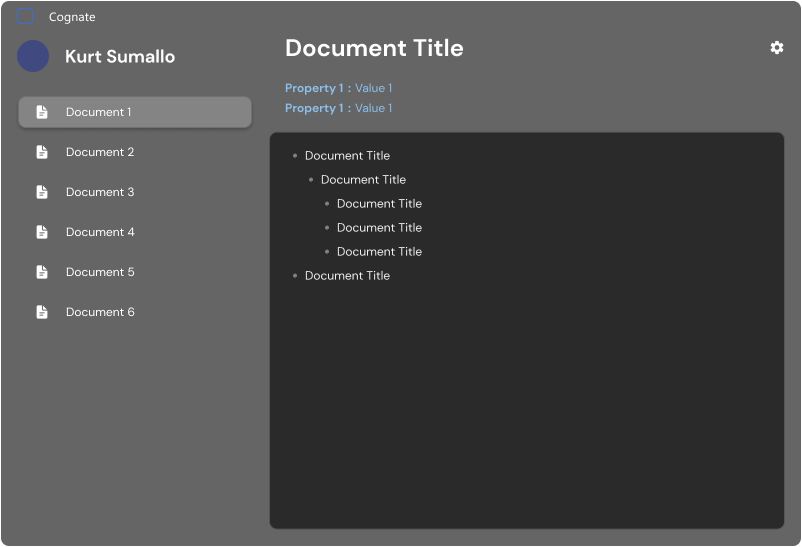 Cognate
Kurt Sumallo
Document 1
Document 2
Document 3
Document 4
Document 5
Document 6
Document Title
Property 1 : Value 1
Property 1 : Value 1
Document Title
Document Title
Document Title
Document Title
Document Title
Document Title